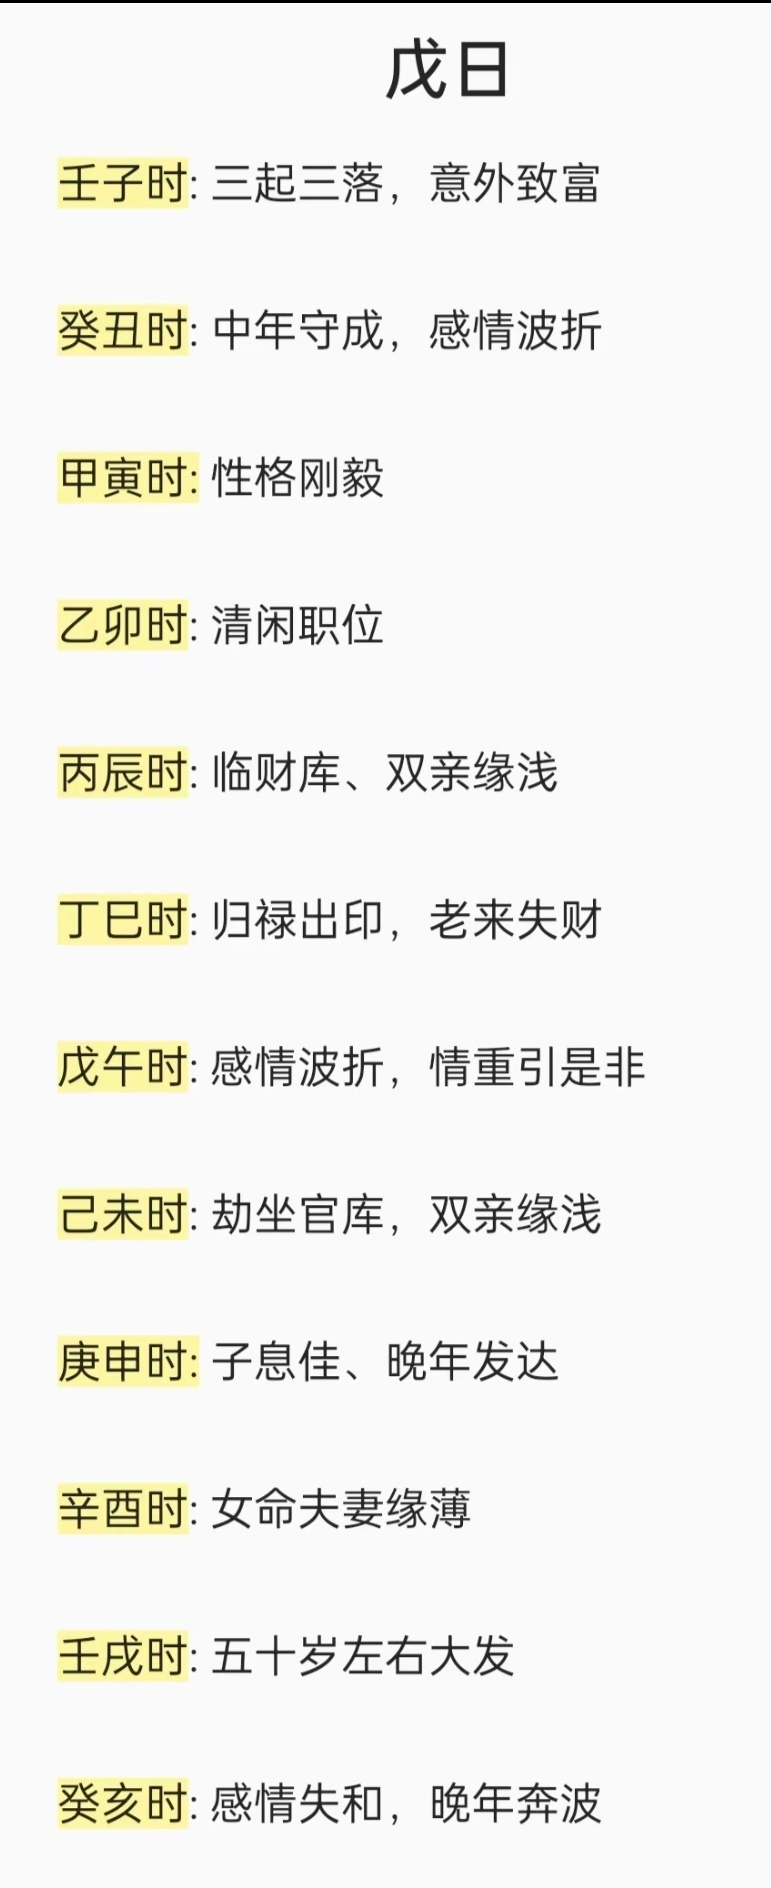 戊日
壬子时: 三起三落，意外致富
癸丑时: 中年守成，感情波折
甲寅时: 性格刚毅
乙卯时: 清闲职位
丙辰时: 临财库、双亲缘浅
丁巳时: 归禄出印，老来失财
戊午时: 感情波折，情重引是非
己未时: 劫坐官库，双亲缘浅
庚申时: 子息佳、晚年发达
辛酉时: 女命夫妻缘薄
壬戌时: 五十岁左右大发
癸亥时: 感情失和，晚年奔波